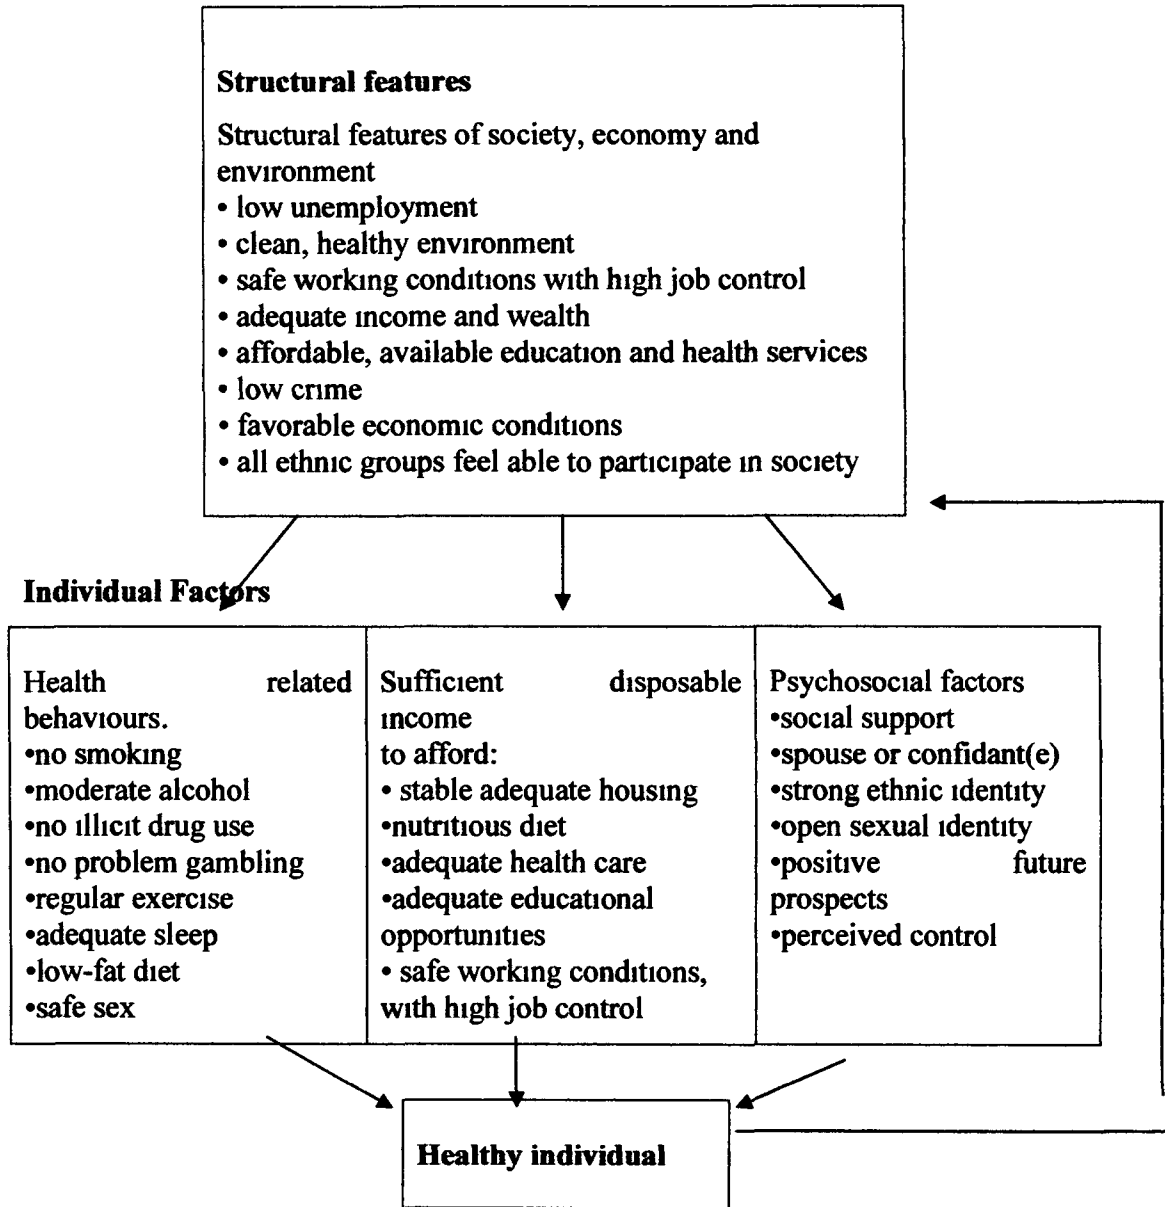 Structural features
Structural features of society, economy and
environment
• low unemployment
• clean, healthy environment
• safe working conditions with high job control
• adequate income and wealth
• affordable, available education and health services
• low crime
• favorable economic conditions
• all ethnic groups feel able to participate in society
Individual Factors
Health related
behaviours.
•no smoking
•moderate alcohol
•no illicit drug use
•no problem gambling
•regular exercise
•adequate sleep
•low-fat diet
•safe sex
Sufficient disposable
income
to afford:
• stable adequate housing
•nutritious diet
•adequate health care
•adequate educational
opportunities
• safe working conditions,
with high job control
Psychosocial factors
•social support
•spouse or confidant(e)
•strong ethnic identity
•open sexual identity
•positive future
prospects
•perceived control
Healthy individual